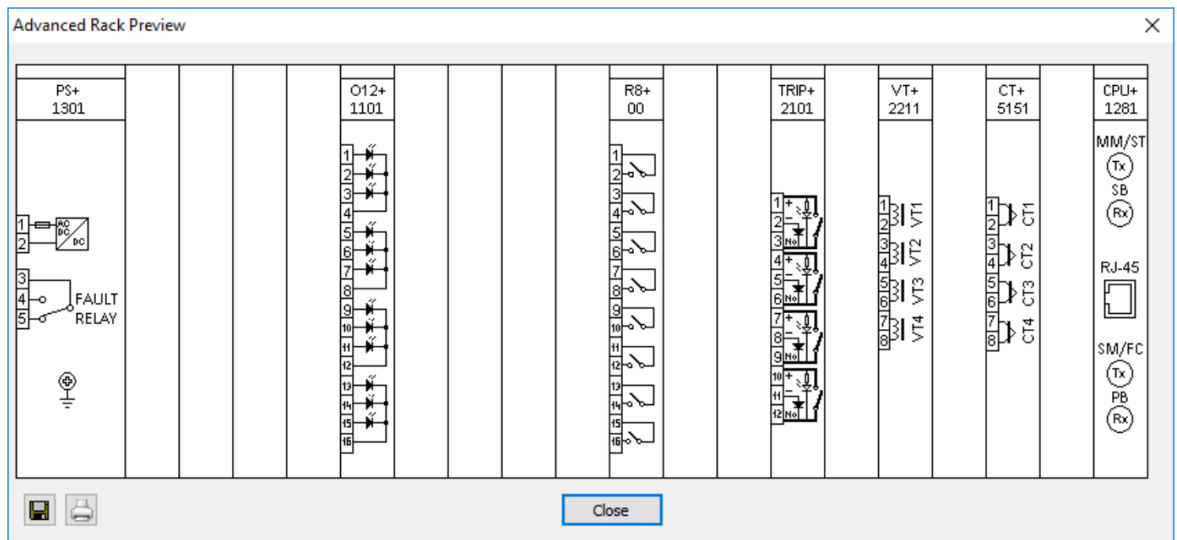 Advanced Rack Preview
PS+
1301
1
2
AC
DC
DC
3
4
5
FAULT
RELAY
O12+
1101
1
2
3
4
5
6
7
8
9
10
11
12
13
14
15
16
R8+
00
1
2
3
4
5
6
7
8
9
10
11
12
13
14
15
16
TRIP+
2101
1 +
2 -
3 No
4 +
5 -
6 No
7 +
8 -
9 No
10 +
11 -
12 No
VT+
2211
1
2
VT1
3
4
VT2
5
6
VT3
7
8
VT4
CT+
5151
1
2
CT1
3
4
CT2
5
6
CT3
7
8
CT4
CPU+
1281
MM/ST
Tx
SB
Rx
RJ-45
SM/FC
Tx
PB
Rx
Close